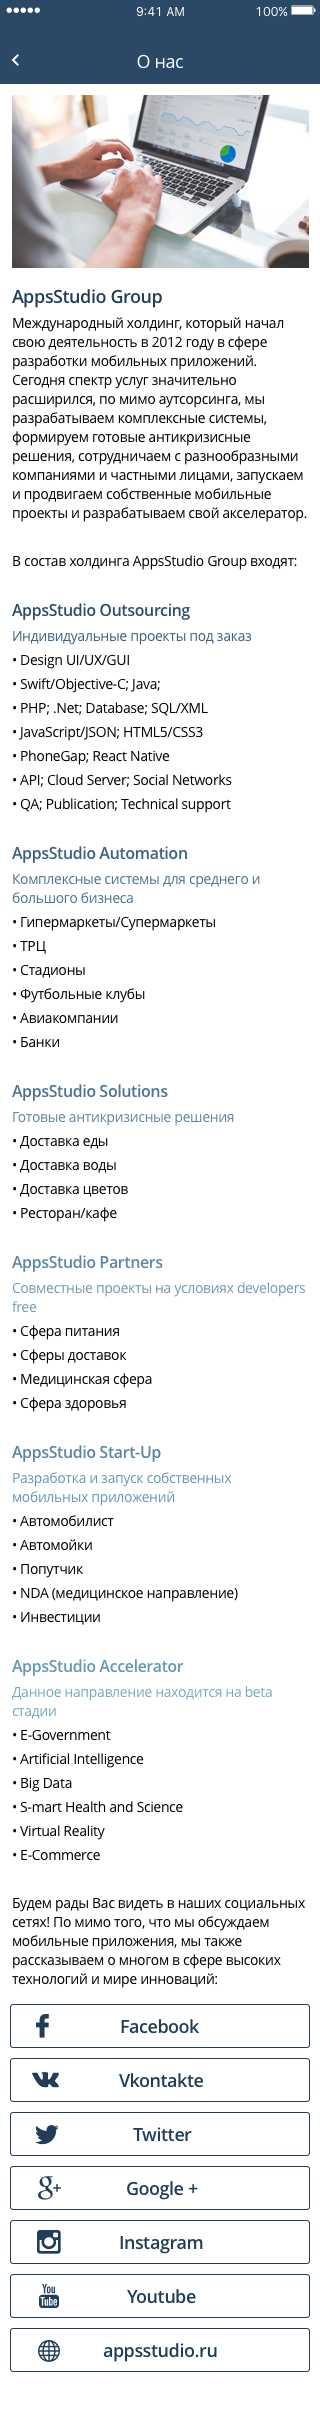 9:41 AM
100%
О нас
AppsStudio Group
Международный холдинг, который начал
свою деятельность в 2012 году в сфере
разработки мобильных приложений.
Сегодня спектр услуг значительно
расширился, по мимо аутсорсинга, мы
разрабатываем комплексные системы,
формируем готовые антикризисные
решения, сотрудничаем с разнообразными
компаниями и частными лицами, запускаем
и продвигаем собственные мобильные
проекты и разрабатываем свой акселератор.
В состав холдинга AppsStudio Group входят:
AppsStudio Outsourcing
Индивидуальные проекты под заказ
• Design UI/UX/GUI
• Swift/Objective-C; Java;
• PHP; .Net; Database; SQL/XML
• JavaScript/JSON; HTML5/CSS3
• PhoneGap; React Native
• API; Cloud Server; Social Networks
• QA; Publication; Technical support
AppsStudio Automation
Комплексные системы для среднего и
большого бизнеса
• Гипермаркеты/Супермаркеты
• ТРЦ
• Стадионы
• Футбольные клубы
• Авиакомпании
• Банки
AppsStudio Solutions
Готовые антикризисные решения
• Доставка еды
• Доставка воды
• Доставка цветов
• Ресторан/кафе
AppsStudio Partners
Совместные проекты на условиях developers
free
• Сфера питания
• Сферы доставок
• Медицинская сфера
• Сфера здоровья
AppsStudio Start-Up
Разработка и запуск собственных
мобильных приложений
• Автомобилист
• Автомойки
• Попутчик
• NDA (медицинское направление)
• Инвестиции
AppsStudio Accelerator
Данное направление находится на beta
стадии
• E-Government
• Artificial Intelligence
• Big Data
• S-mart Health and Science
• Virtual Reality
• E-Commerce
Будем рады Вас видеть в наших социальных
сетях! По мимо того, что мы обсуждаем
мобильные приложения, мы также
рассказываем о многом в сфере высоких
технологий и мире инноваций:
Facebook
Vkontakte
Twitter
Google +
Instagram
You Tube Youtube
appsstudio.ru